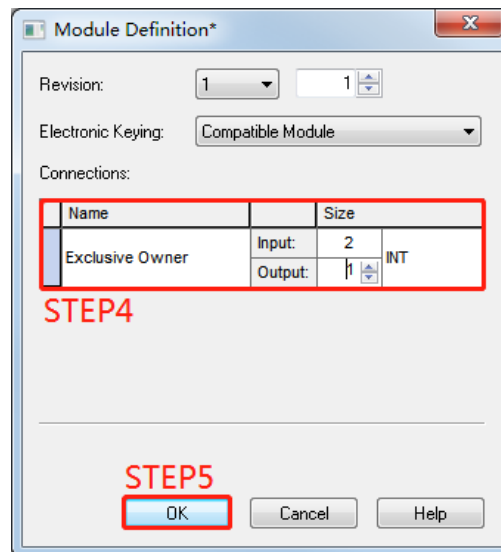 Module Definition*
Revision: 1 1
Electronic Keying: Compatible Module
Connections:
Name Size
Exclusive Owner Input: 2 INT
Output: 1
STEP4
STEP5
OK Cancel Help